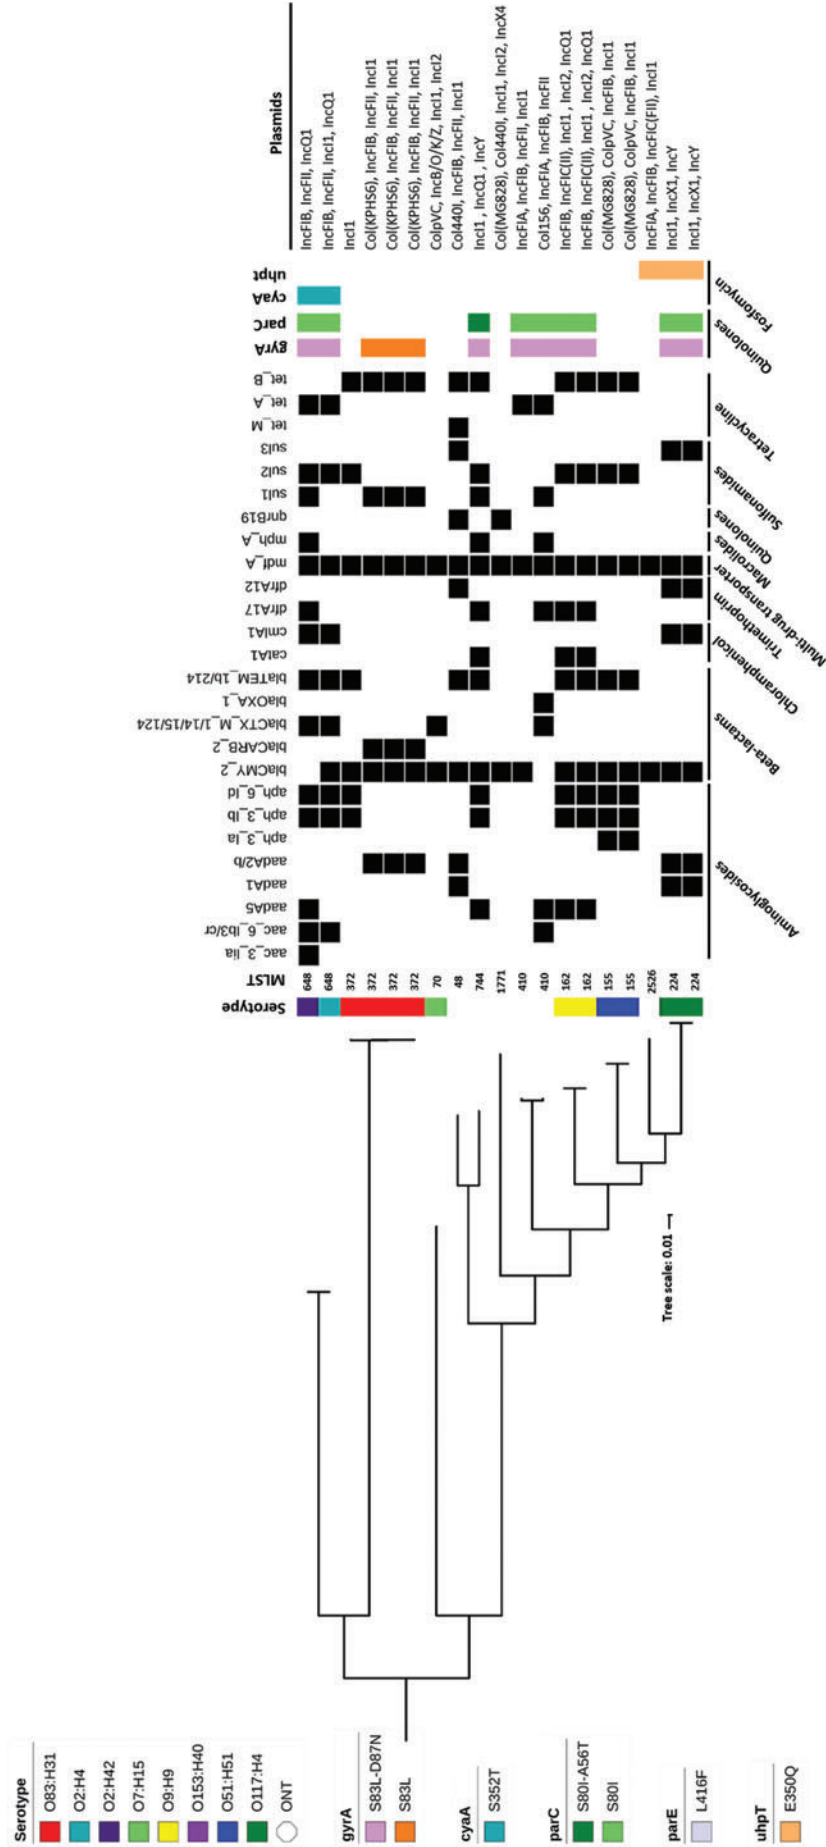 Serotype
O83:H31
O2:H4
O2:H42
O7:H15
O9:H9
O153:H40
O51:H51
O117:H4
ONT
gyrA
S83L-D87N
S83L
cyaA
S352T
parC
S80I-A56T
S80I
parE
L416F
uhpT
E350Q
Tree scale: 0.01
Serotype
MLST
aac_3_IIa
aac_6_Ib3/cr
aadA5
aadA1
aadA2/b
aph_3_Ia
aph_3_Ib
aph_6_Id
blaCMY_2
blaCARB_2
blaCTX_M_1/14/15/124
blaOXA_1
blaTEM_1b/214
catA1
cmlA1
dfrA17
dfrA12
mdf_A
mph_A
qnrB19
sul1
sul2
sul3
tet_M
tet_A
tet_B
gyrA
parC
cyaA
uhpt
Plasmids
648 IncFIB, IncFII, IncQ1
648 IncFIB, IncFII, IncI1, IncQ1
372 IncI1
372 Col(KPHS6), IncFIB, IncFII, IncI1
372 Col(KPHS6), IncFIB, IncFII, IncI1
372 Col(KPHS6), IncFIB, IncFII, IncI1
70 ColpVC, IncB/O/K/Z, IncI1, IncI2
48 Col440I, IncFIB, IncFII, IncI1
744 IncI1 , IncQ1 , IncY
1771 Col(MG828), Col440I, IncI1, IncI2, IncX4
410 IncFIA, IncFIB, IncFII, IncI1
410 Col156, IncFIA, IncFIB, IncFII
162 IncFIB, IncFIC(II), IncI1 , IncI2, IncQ1
162 IncFIB, IncFIC(II), IncI1 , IncI2, IncQ1
155 Col(MG828), ColpVC, IncFIB, IncI1
155 Col(MG828), ColpVC, IncFIB, IncI1
2526 IncFIA, IncFIB, IncFIC(FII), IncI1
224 IncI1, IncX1, IncY
224 IncI1, IncX1, IncY
Aminoglycosides
Beta-lactams
Chloramphenicol
Trimethoprim
Multi-drug transporter
Macrolides
Quinolones
Sulfonamides
Tetracycline
Quinolones
Fosfomycin